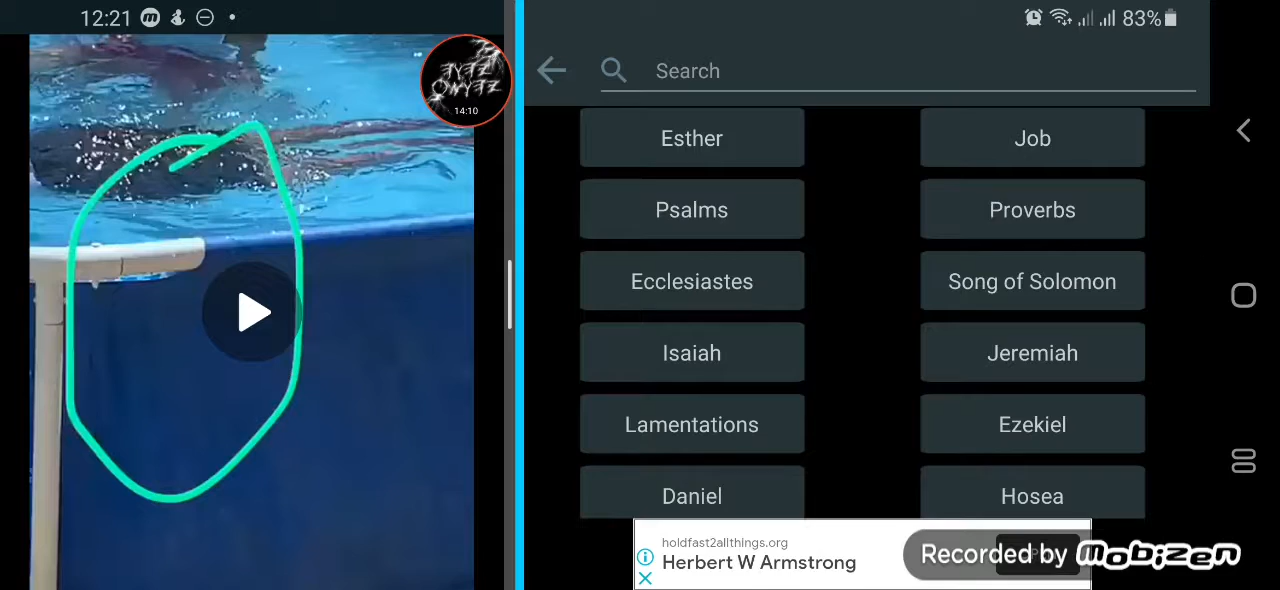 12:21
83%
14:10
Search
Esther
Job
Psalms
Proverbs
Ecclesiastes
Song of Solomon
Isaiah
Jeremiah
Lamentations
Ezekiel
Daniel
Hosea
holdfast2allthings.org
Herbert W Armstrong
Recorded by mobizen